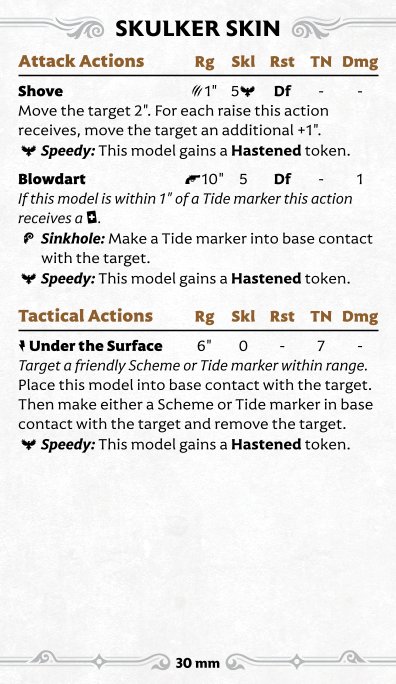 SKULKER SKIN
Attack Actions Rg Skl Rst TN Dmg
Shove 1" 5 Df - -
Move the target 2". For each raise this action
receives, move the target an additional +1".
Speedy: This model gains a Hastened token.
Blowdart 10" 5 Df - 1
If this model is within 1" of a Tide marker this action
receives a .
Sinkhole: Make a Tide marker into base contact
with the target.
Speedy: This model gains a Hastened token.
Tactical Actions Rg Skl Rst TN Dmg
Under the Surface 6" 0 - 7 -
Target a friendly Scheme or Tide marker within range.
Place this model into base contact with the target.
Then make either a Scheme or Tide marker in base
contact with the target and remove the target.
Speedy: This model gains a Hastened token.
30 mm